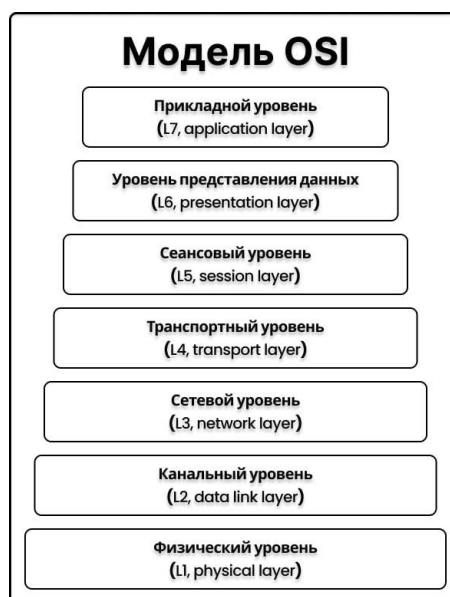 Модель OSI
Прикладной уровень
(L7, application layer)
Уровень представления данных
(L6, presentation layer)
Сеансовый уровень
(L5, session layer)
Транспортный уровень
(L4, transport layer)
Сетевой уровень
(L3, network layer)
Канальный уровень
(L2, data link layer)
Физический уровень
(L1, physical layer)